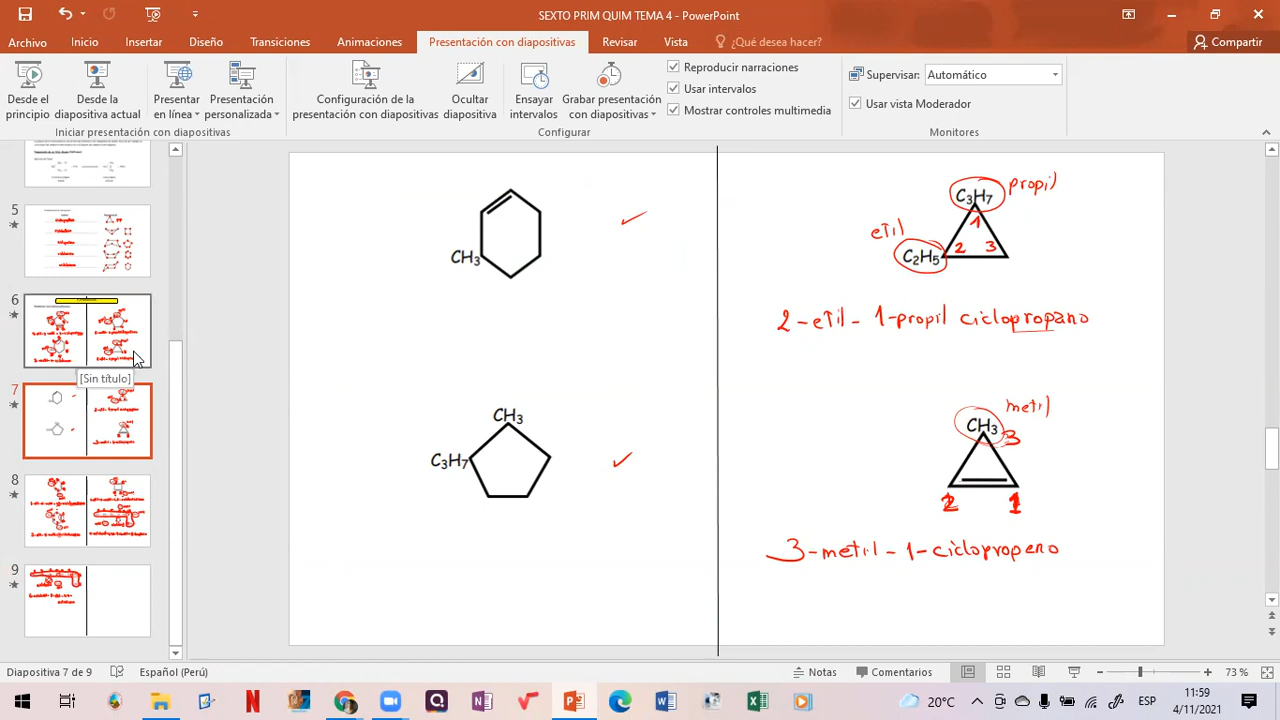 SEXTO PRIM QUIM TEMA 4 - PowerPoint
Archivo Inicio Insertar Diseño Transiciones Animaciones Presentación con diapositivas Revisar Vista ¿Qué desea hacer? Compartir
Desde el principio
Desde la diapositiva actual
Presentar en línea
Presentación personalizada
Configuración de la presentación con diapositivas
Ocultar diapositiva
Ensayar intervalos
Grabar presentación con diapositivas
Reproducir narraciones
Usar intervalos
Mostrar controles multimedia
Supervisar: Automático
Usar vista Moderador
Iniciar presentación con diapositivas
Configurar
Monitores
5
6
[Sin título]
7
8
9
CH3
C3H7 propil
1
etil
C2H5 2 3
2-etil-1-propil ciclopropano
CH3
C3H7
metil
CH3 3
2 1
3-metil-1-ciclopropeno
Diapositiva 7 de 9 Español (Perú) Notas Comentarios 73 %
20°C ESP 11:59
4/11/2021